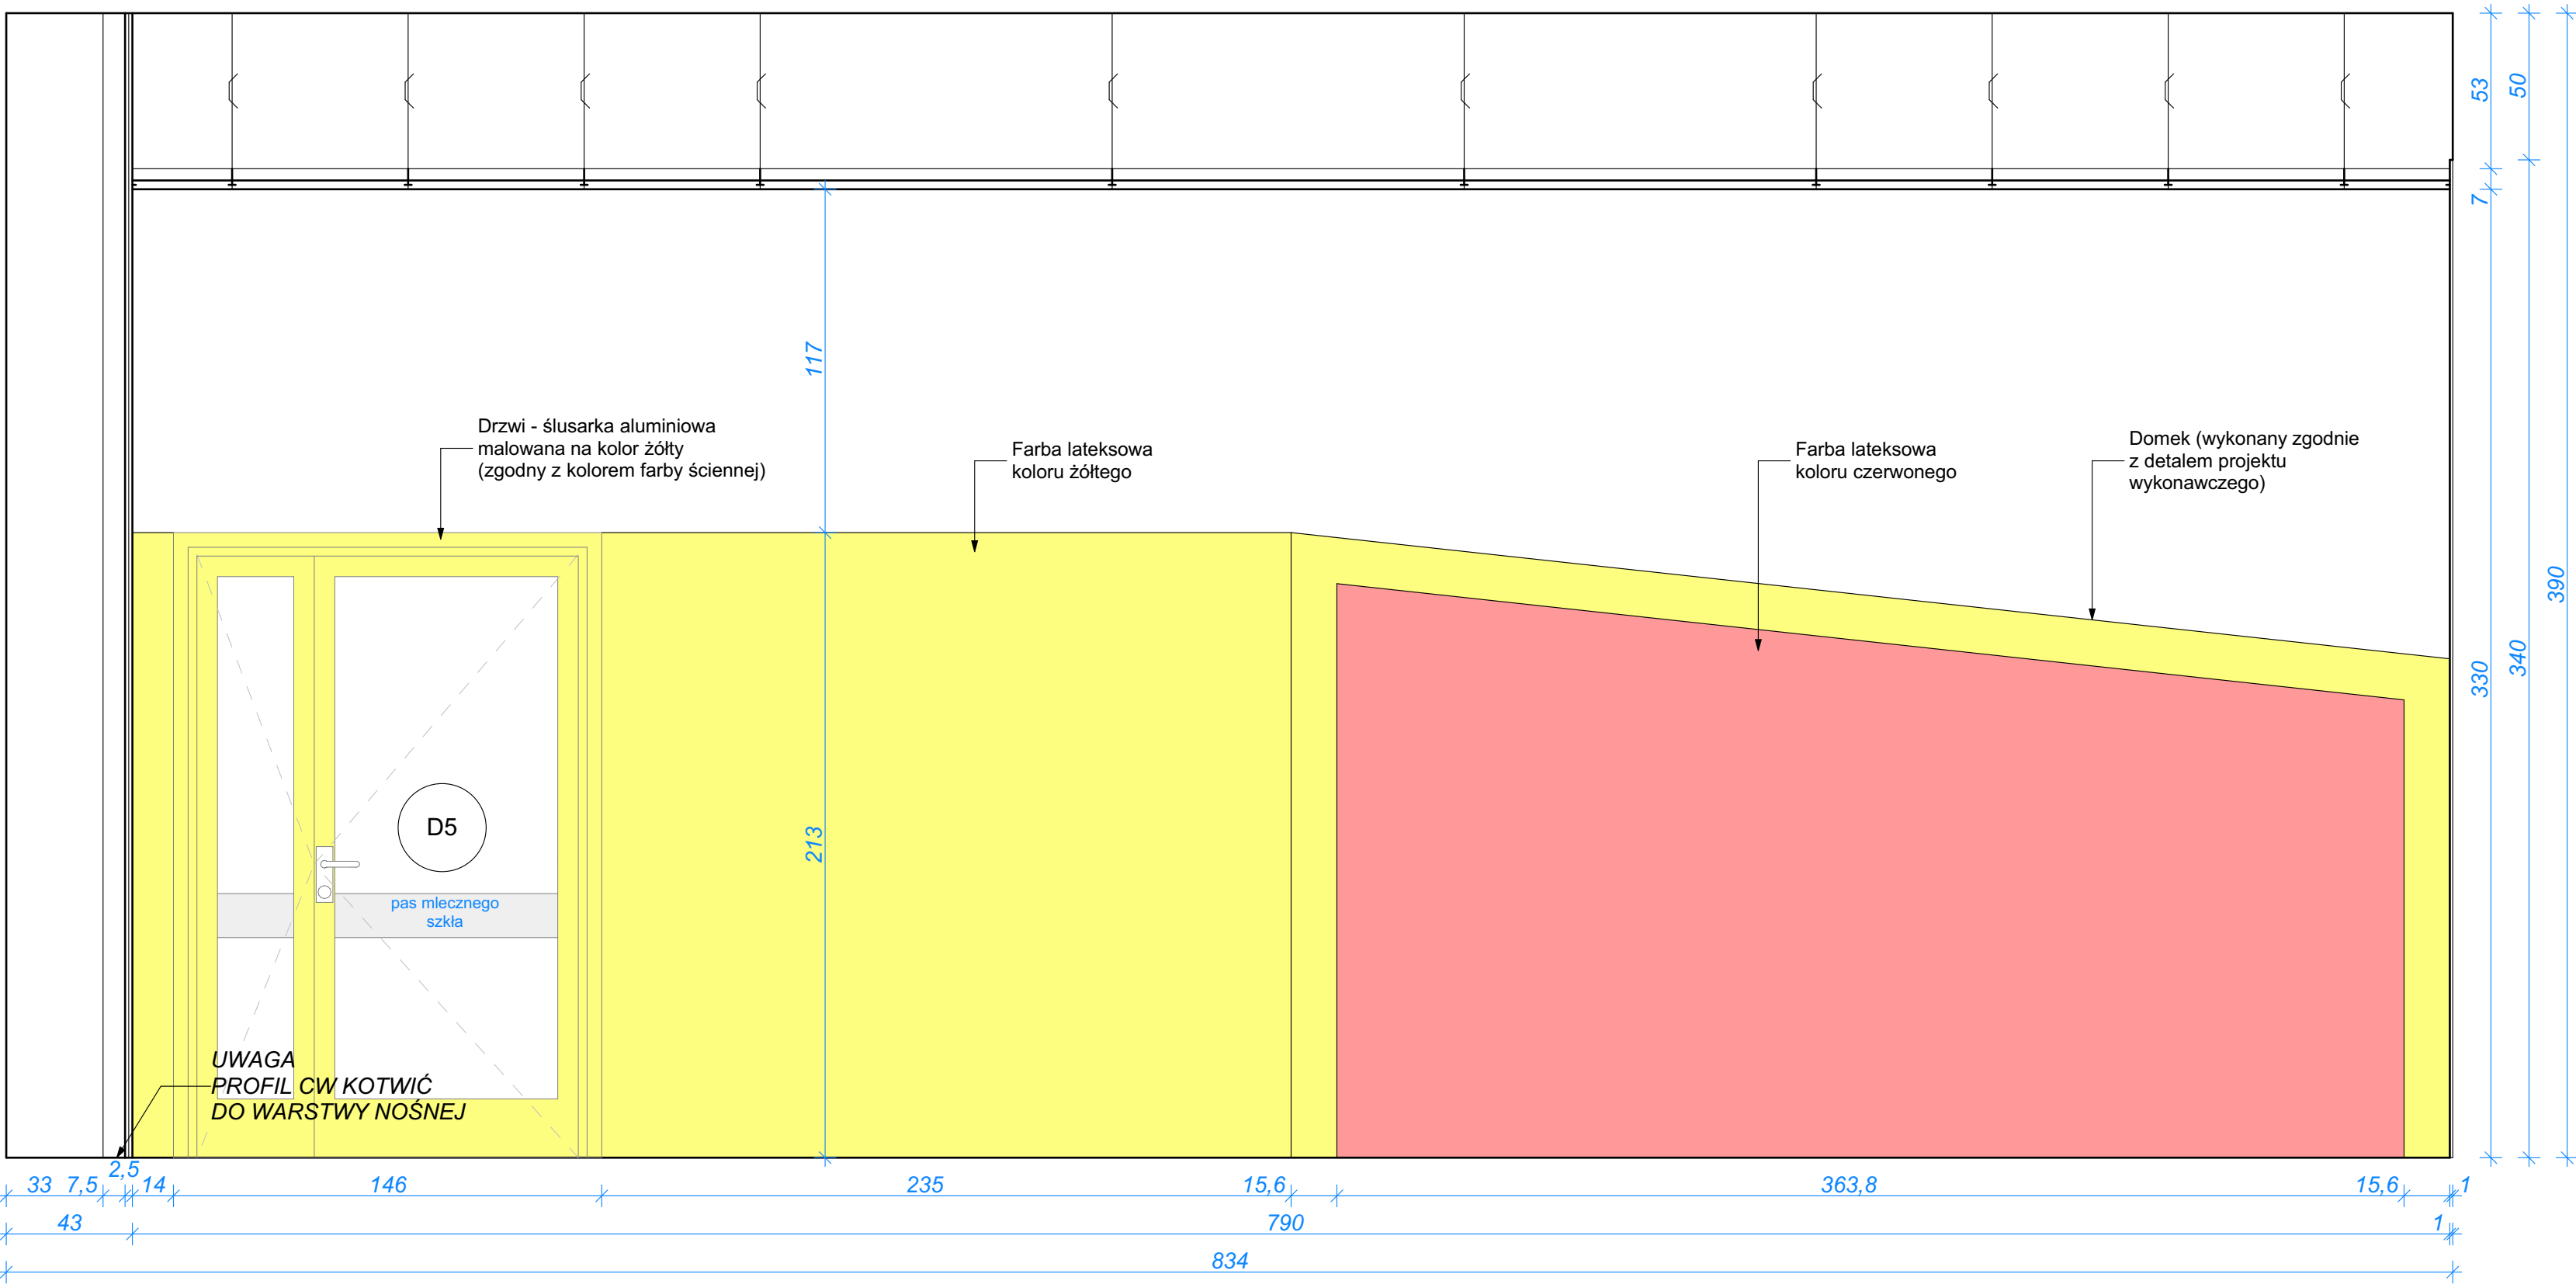 53
50
7
117
390
330
340
Drzwi - ślusarka aluminiowa
malowana na kolor żółty
(zgodny z kolorem farby ściennej)
Farba lateksowa
koloru żółtego
Farba lateksowa
koloru czerwonego
Domek (wykonany zgodnie
z detalem projektu
wykonawczego)
D5
213
pas mlecznego
szkła
UWAGA
PROFIL CW KOTWIĆ
DO WARSTWY NOŚNEJ
33 7,5 2,5 14 146 235 15,6 363,8 15,6 1
43 790 1
834